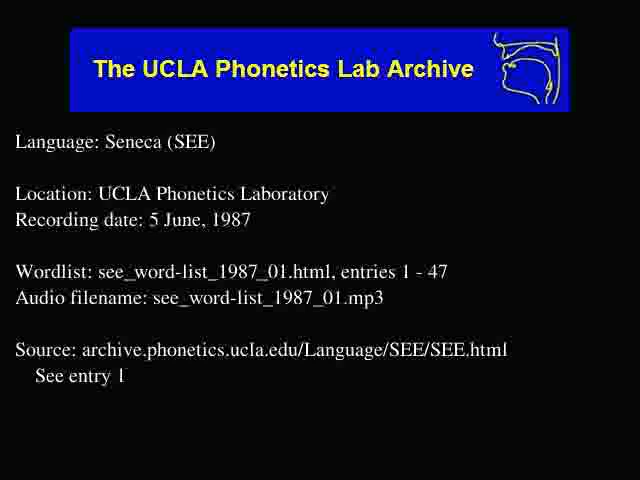 The UCLA Phonetics Lab Archive
Language: Seneca (SEE)
Location: UCLA Phonetics Laboratory
Recording date: 5 June, 1987
Wordlist: see_word-list_1987_01.html, entries 1 - 47
Audio filename: see_word-list_1987_01.mp3
Source: archive.phonetics.ucla.edu/Language/SEE/SEE.html
See entry 1